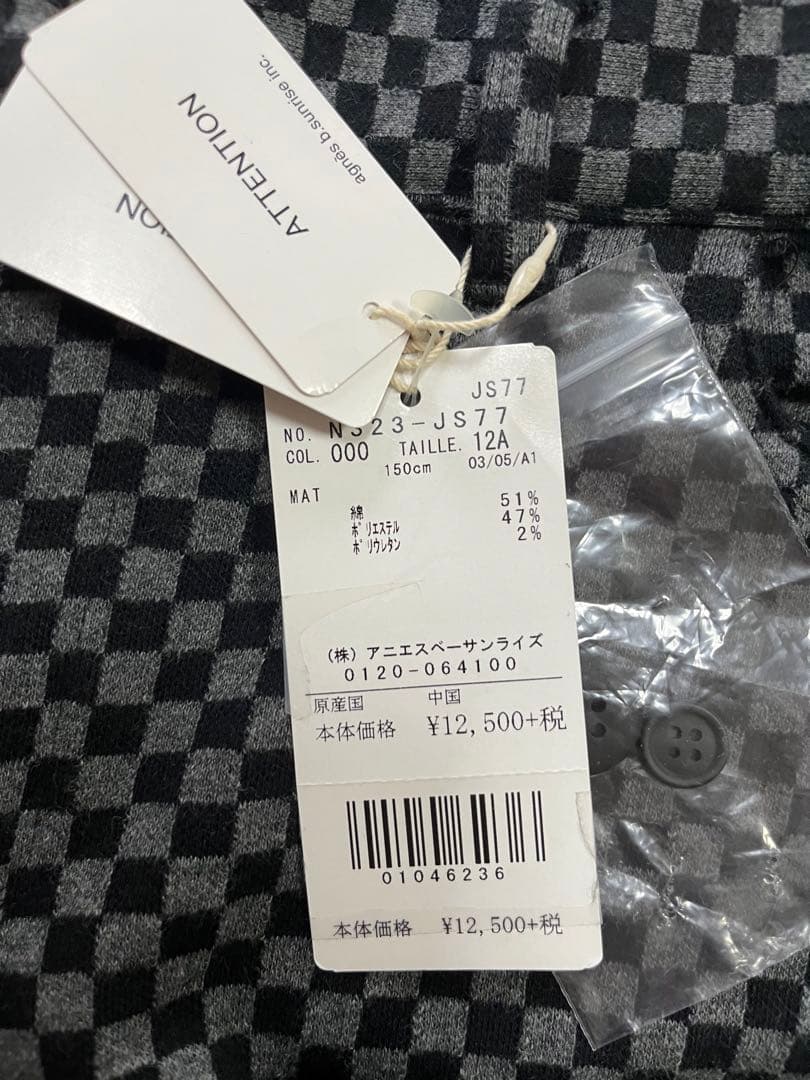 agnès b.sunrise inc.
ATTENTION
ION
JS77
NO. NS23-JS77
COL. 000 TAILLE. 12A
150cm 03/05/A1
MAT
綿 51%
ポリエステル 47%
ポリウレタン 2%
(株) アニエスベーサンライズ
0120-064100
原産国 中国
本体価格 ¥12,500+税
01046236
本体価格 ¥12,500+税